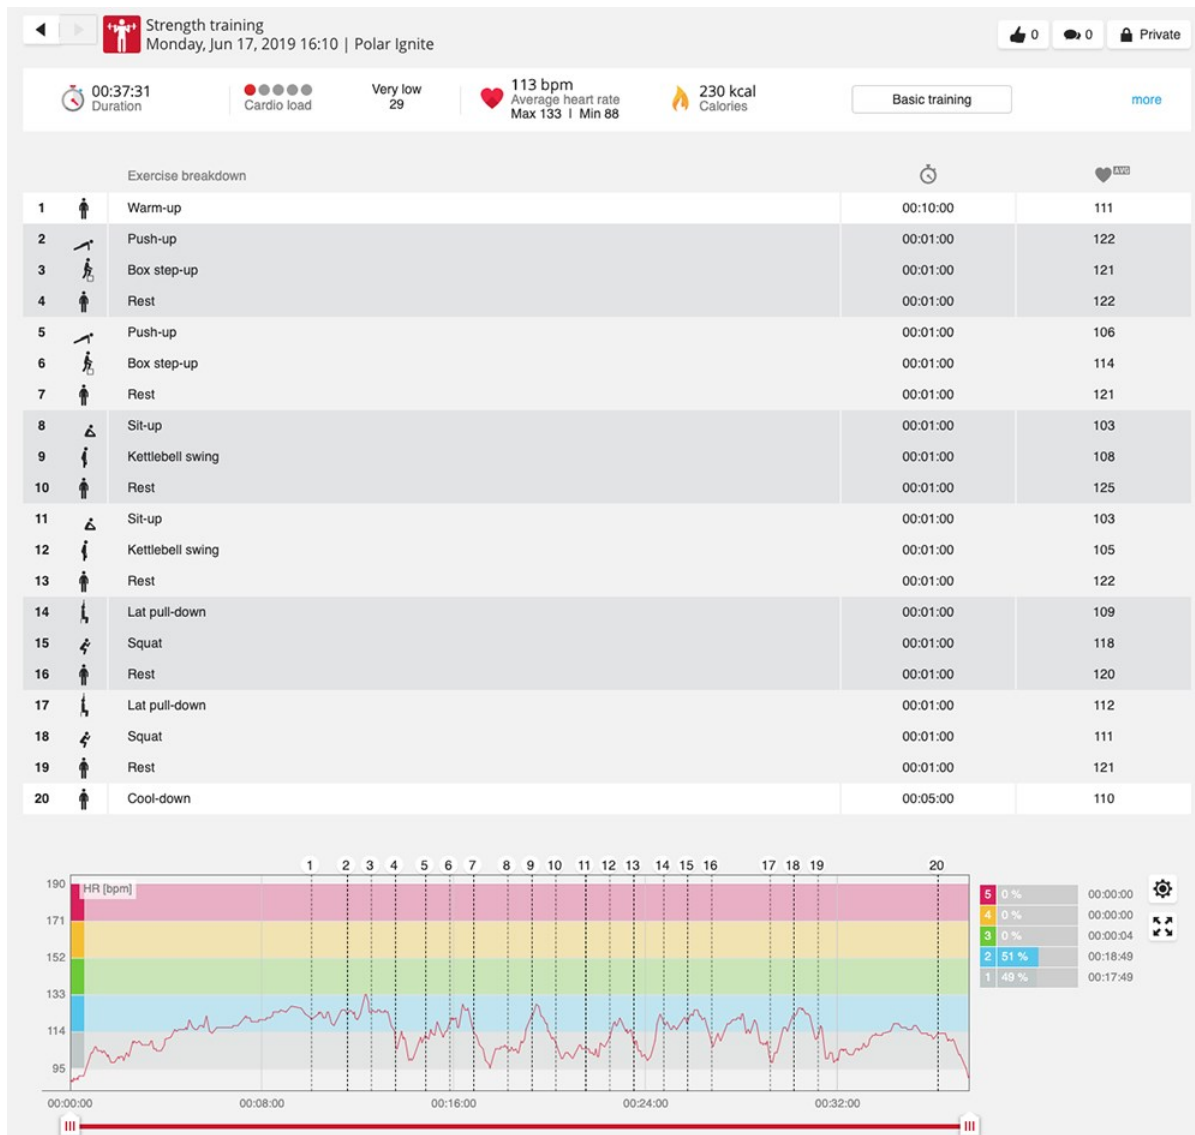 Strength training
Monday, Jun 17, 2019 16:10 | Polar Ignite
0 0 Private
00:37:31
Duration
Cardio load
Very low
29
113 bpm
Average heart rate
Max 133 | Min 88
230 kcal
Calories
Basic training
more
Exercise breakdown AVG
1 Warm-up 00:10:00 111
2 Push-up 00:01:00 122
3 Box step-up 00:01:00 121
4 Rest 00:01:00 122
5 Push-up 00:01:00 106
6 Box step-up 00:01:00 114
7 Rest 00:01:00 121
8 Sit-up 00:01:00 103
9 Kettlebell swing 00:01:00 108
10 Rest 00:01:00 125
11 Sit-up 00:01:00 103
12 Kettlebell swing 00:01:00 105
13 Rest 00:01:00 122
14 Lat pull-down 00:01:00 109
15 Squat 00:01:00 118
16 Rest 00:01:00 120
17 Lat pull-down 00:01:00 112
18 Squat 00:01:00 111
19 Rest 00:01:00 121
20 Cool-down 00:05:00 110
1 2 3 4 5 6 7 8 9 10 11 12 13 14 15 16 17 18 19 20
HR [bpm]
190
171
152
133
114
95
00:00:00 00:08:00 00:16:00 00:24:00 00:32:00
5 0 % 00:00:00
4 0 % 00:00:00
3 0 % 00:00:04
2 51 % 00:18:49
1 49 % 00:17:49